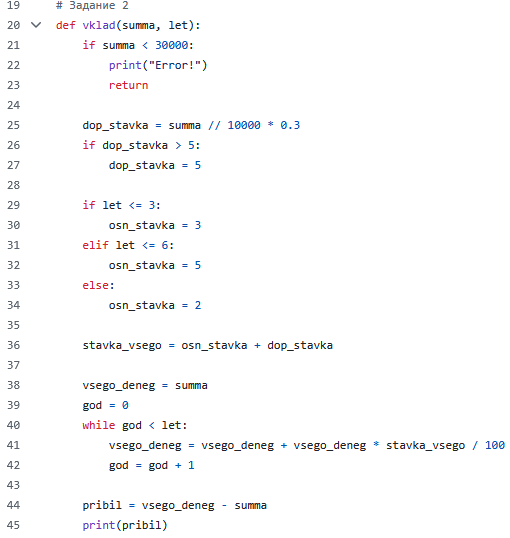 19 # Задание 2
20 def vklad(summa, let):
21 if summa < 30000:
22 print("Error!")
23 return
24
25 dop_stavka = summa // 10000 * 0.3
26 if dop_stavka > 5:
27 dop_stavka = 5
28
29 if let <= 3:
30 osn_stavka = 3
31 elif let <= 6:
32 osn_stavka = 5
33 else:
34 osn_stavka = 2
35
36 stavka_vsego = osn_stavka + dop_stavka
37
38 vsego_deneg = summa
39 god = 0
40 while god < let:
41 vsego_deneg = vsego_deneg + vsego_deneg * stavka_vsego / 100
42 god = god + 1
43
44 pribil = vsego_deneg - summa
45 print(pribil)